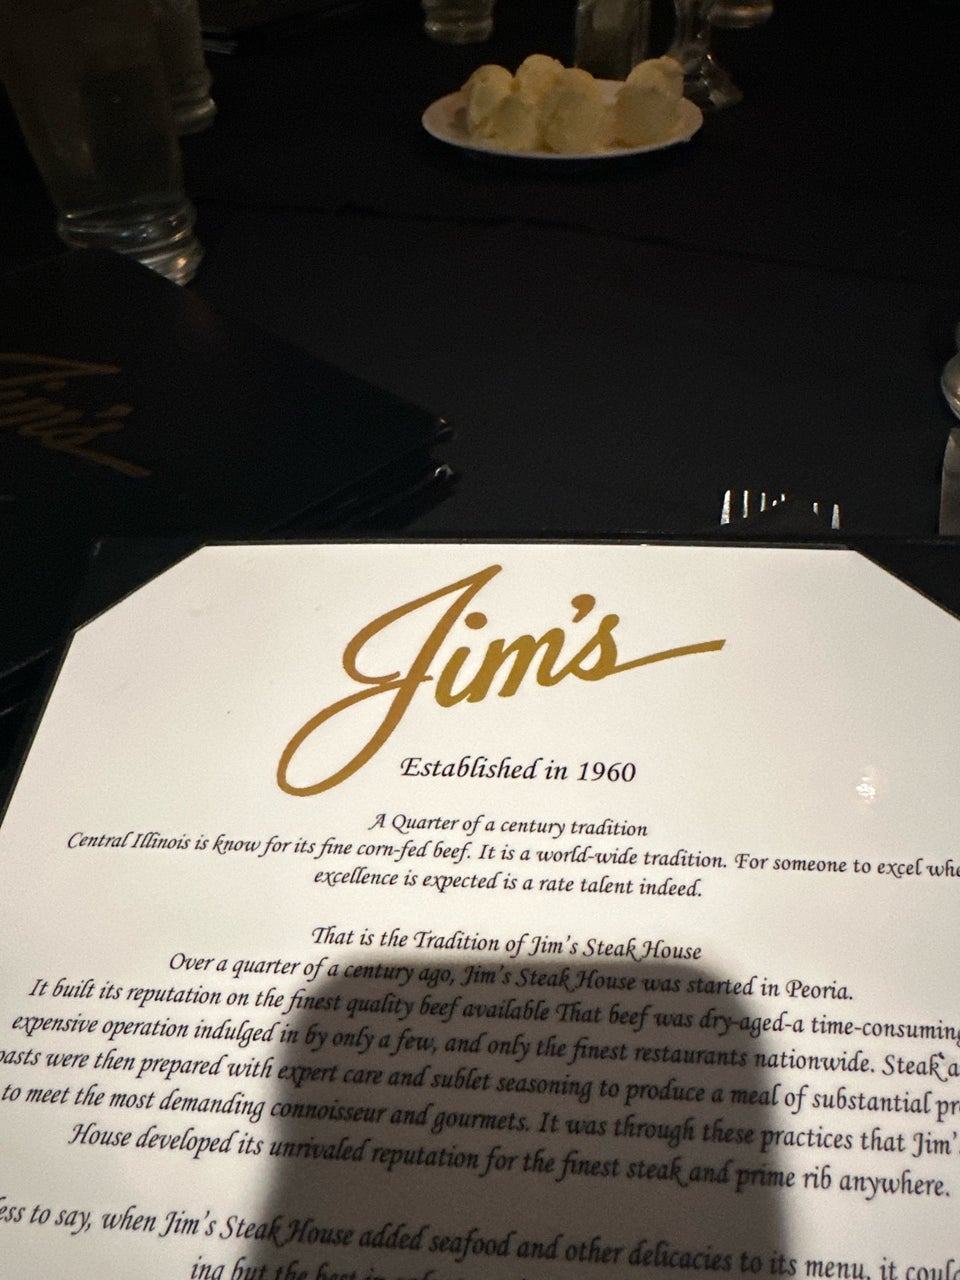 Jim's
Jim's
Established in 1960
A Quarter of a century tradition
Central Illinois is know for its fine corn-fed beef. It is a world-wide tradition. For someone to excel
excellence is expected is a rate talent indeed.
That is the Tradition of Jim's Steak House
Over a quarter of a century ago, Jim's Steak House was started in Peoria.
It built its reputation on the finest quality beef available That beef was dry-aged-a time-consuming
expensive operation indulged in by only a few, and only the finest restaurants nationwide. Steak
were then prepared with expert care and sublet seasoning to produce a meal of substantial
to meet the most demanding connoisseur and gourmets. It was through these practices that Jim'
House developed its unrivaled reputation for the finest steak and prime rib anywhere.
to say, when Jim's Steak House added seafood and other delicacies to its menu, it
ing but the best in